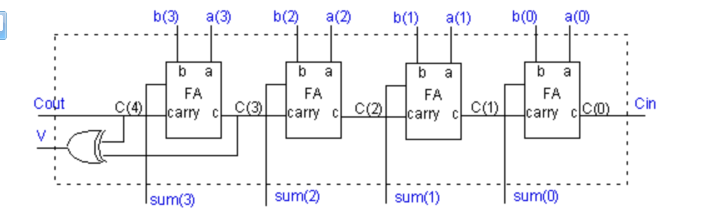 b(3) a(3) b(2) a(2) b(1) a(1) b(0) a(0)
b a b a b a b a
FA FA FA FA
Cout C(4) carry c C(3) carry c C(2) carry c C(1) carry c C(0) Cin
V
sum(3) sum(2) sum(1) sum(0)